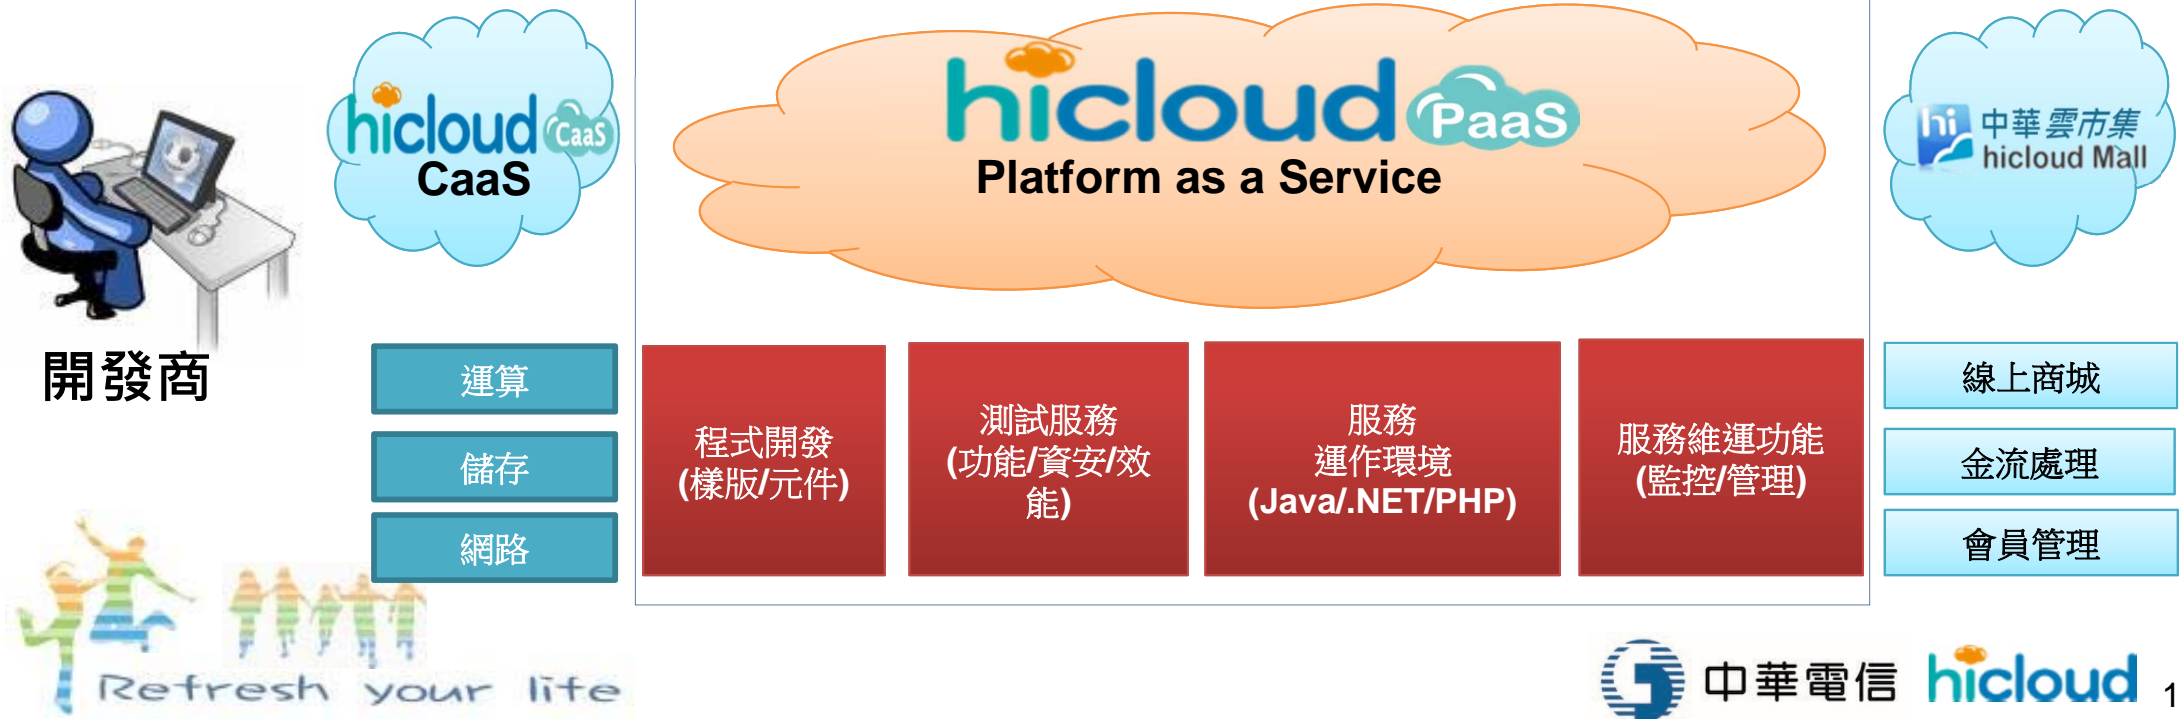 hicloud CaaS
CaaS
hicloud PaaS
Platform as a Service
hi 中華雲市集
hicloud Mall
開發商
運算
儲存
網路
程式開發
(樣版/元件)
測試服務
(功能/資安/效
能)
服務
運作環境
(Java/.NET/PHP)
服務維運功能
(監控/管理)
線上商城
金流處理
會員管理
Refresh your life
中華電信 hicloud 1